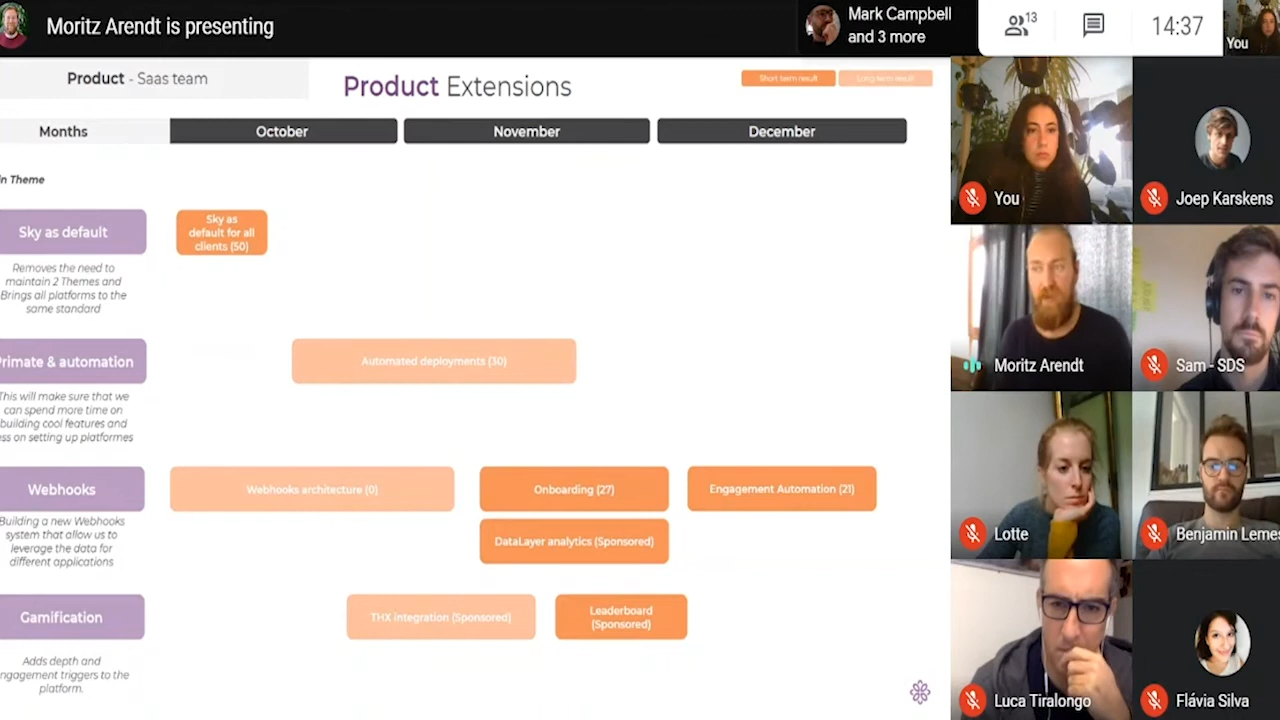 Moritz Arendt is presenting
Mark Campbell
and 3 more
13
14:37
You
Product - Saas team
Product Extensions
Short term result
Long term result
Months
October
November
December
in Theme
Sky as default
Sky as
default for all
clients (50)
Removes the need to
maintain 2 Themes and
Brings all platforms to the
same standard
Primate & automation
Automated deployments (30)
This will make sure that we
can spend more time on
building cool features and
ess on setting up platformes
Webhooks
Webhooks architecture (0)
Onboarding (27)
Engagement Automation (21)
DataLayer analytics (Sponsored)
Building a new Webhooks
system that allow us to
leverage the data for
different applications
Gamification
THX integration (Sponsored)
Leaderboard
(Sponsored)
Adds depth and
ngagement triggers to the
platform.
You
Joep Karskens
Moritz Arendt
Sam - SDS
Lotte
Benjamin Lemes
Luca Tiralongo
Flávia Silva